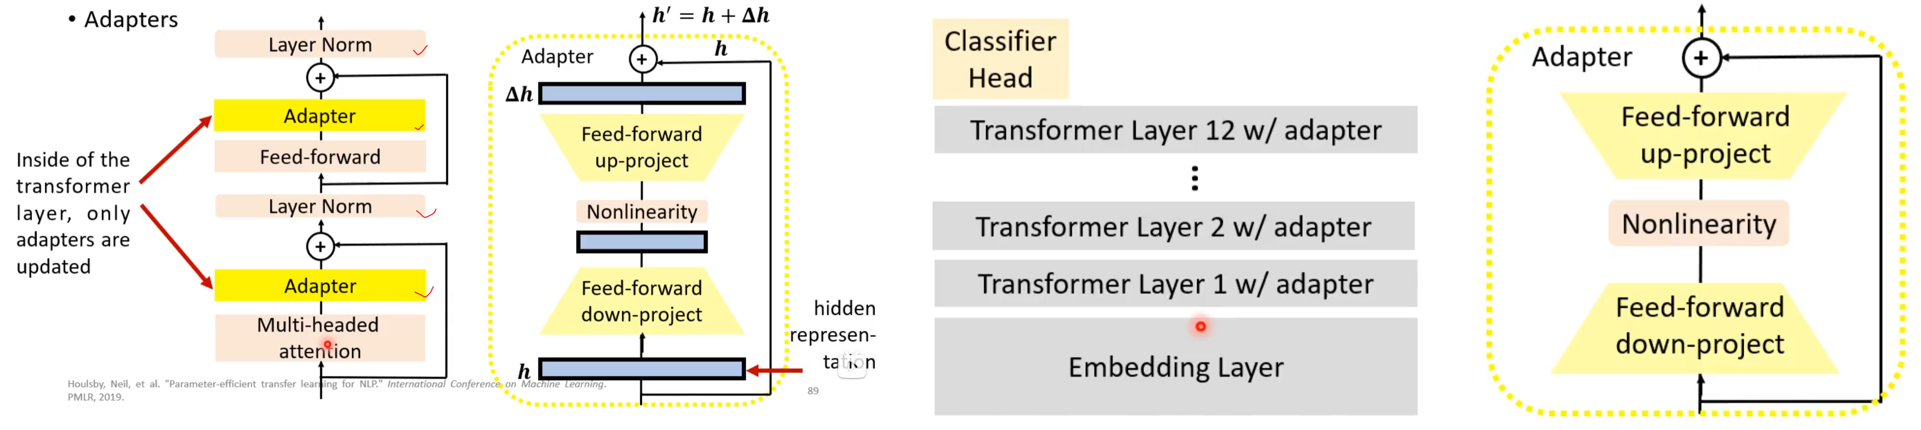 • Adapters
Layer Norm
+
Adapter
Feed-forward
Layer Norm
+
Adapter
Multi-headed
attention
Inside of the
transformer
layer, only
adapters are
updated
Houlsby, Neil, et al. "Parameter-efficient transfer learning for NLP." International Conference on Machine Learning.
PMLR, 2019.
h' = h + Δh
Adapter
+
h
Δh
Feed-forward
up-project
Nonlinearity
Feed-forward
down-project
h
hidden
represen-
tation
89
Classifier
Head
Transformer Layer 12 w/ adapter
⋮
Transformer Layer 2 w/ adapter
Transformer Layer 1 w/ adapter
Embedding Layer
Adapter
+
Feed-forward
up-project
Nonlinearity
Feed-forward
down-project